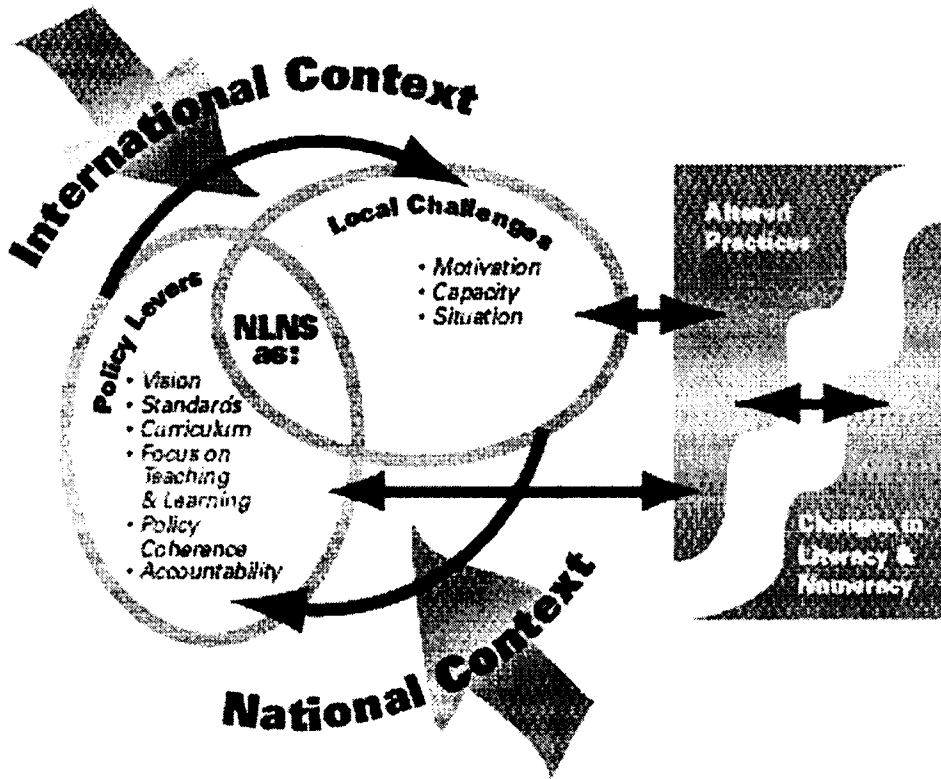 International Context
Local Challenges
• Motivation
• Capacity
• Situation
Policy Levers
NLNS
as:
• Vision
• Standards
• Curriculum
• Focus on
Teaching
& Learning
• Policy
Coherence
• Accountability
Altered
Practices
Changes in
Literacy &
Numeracy
National Context